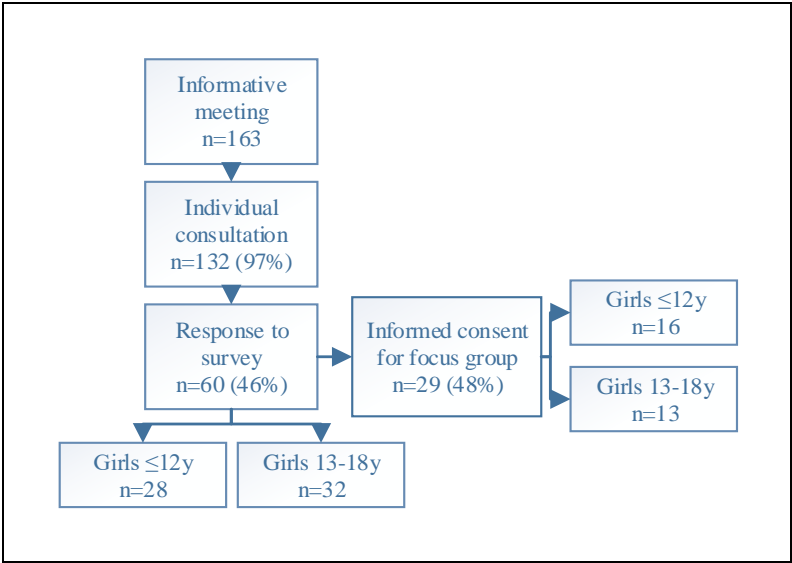 Informative
meeting
n=163
Individual
consultation
n=132 (97%)
Response to
survey
n=60 (46%)
Informed consent
for focus group
n=29 (48%)
Girls ≤12y
n=16
Girls 13-18y
n=13
Girls ≤12y
n=28
Girls 13-18y
n=32